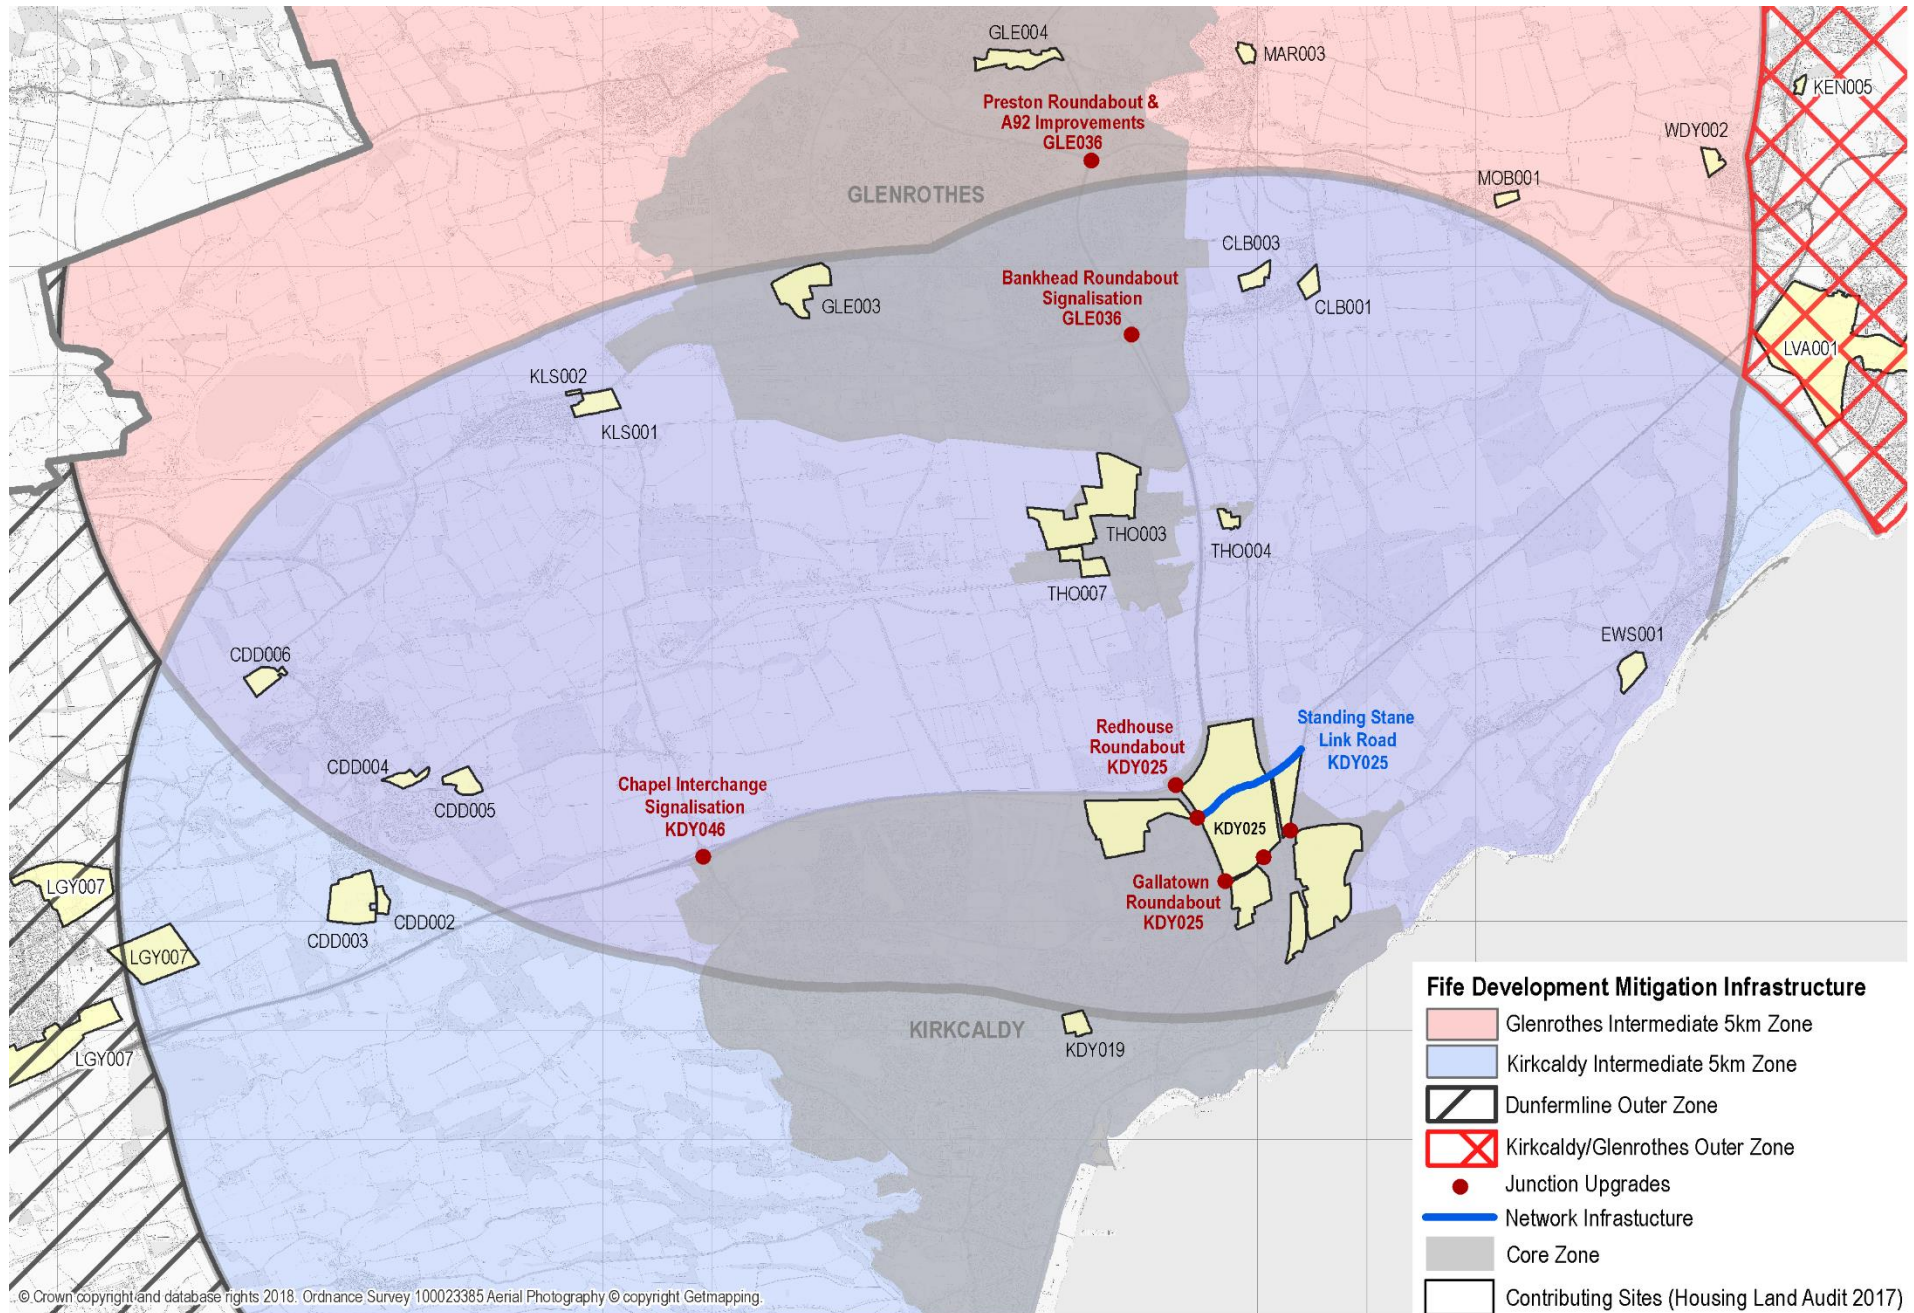 GLE004
MAR003
KEN005
Preston Roundabout &
A92 Improvements
GLE036
WDY002
MOB001
GLENROTHES
CLB003
Bankhead Roundabout
Signalisation
GLE036
GLE003
CLB001
LVA001
KLS002
KLS001
THO003
THO004
THO007
EWS001
CDD006
Redhouse
Roundabout
KDY025
Standing Stane
Link Road
KDY025
CDD004
CDD005
Chapel Interchange
Signalisation
KDY046
KDY025
Gallatown
Roundabout
KDY025
LGY007
CDD002
CDD003
LGY007
KIRKCALDY
KDY019
LGY007
Fife Development Mitigation Infrastructure
Glenrothes Intermediate 5km Zone
Kirkcaldy Intermediate 5km Zone
Dunfermline Outer Zone
Kirkcaldy/Glenrothes Outer Zone
Junction Upgrades
Network Infrastucture
Core Zone
Contributing Sites (Housing Land Audit 2017)
© Crown copyright and database rights 2018. Ordnance Survey 100023385 Aerial Photography © copyright Getmapping.